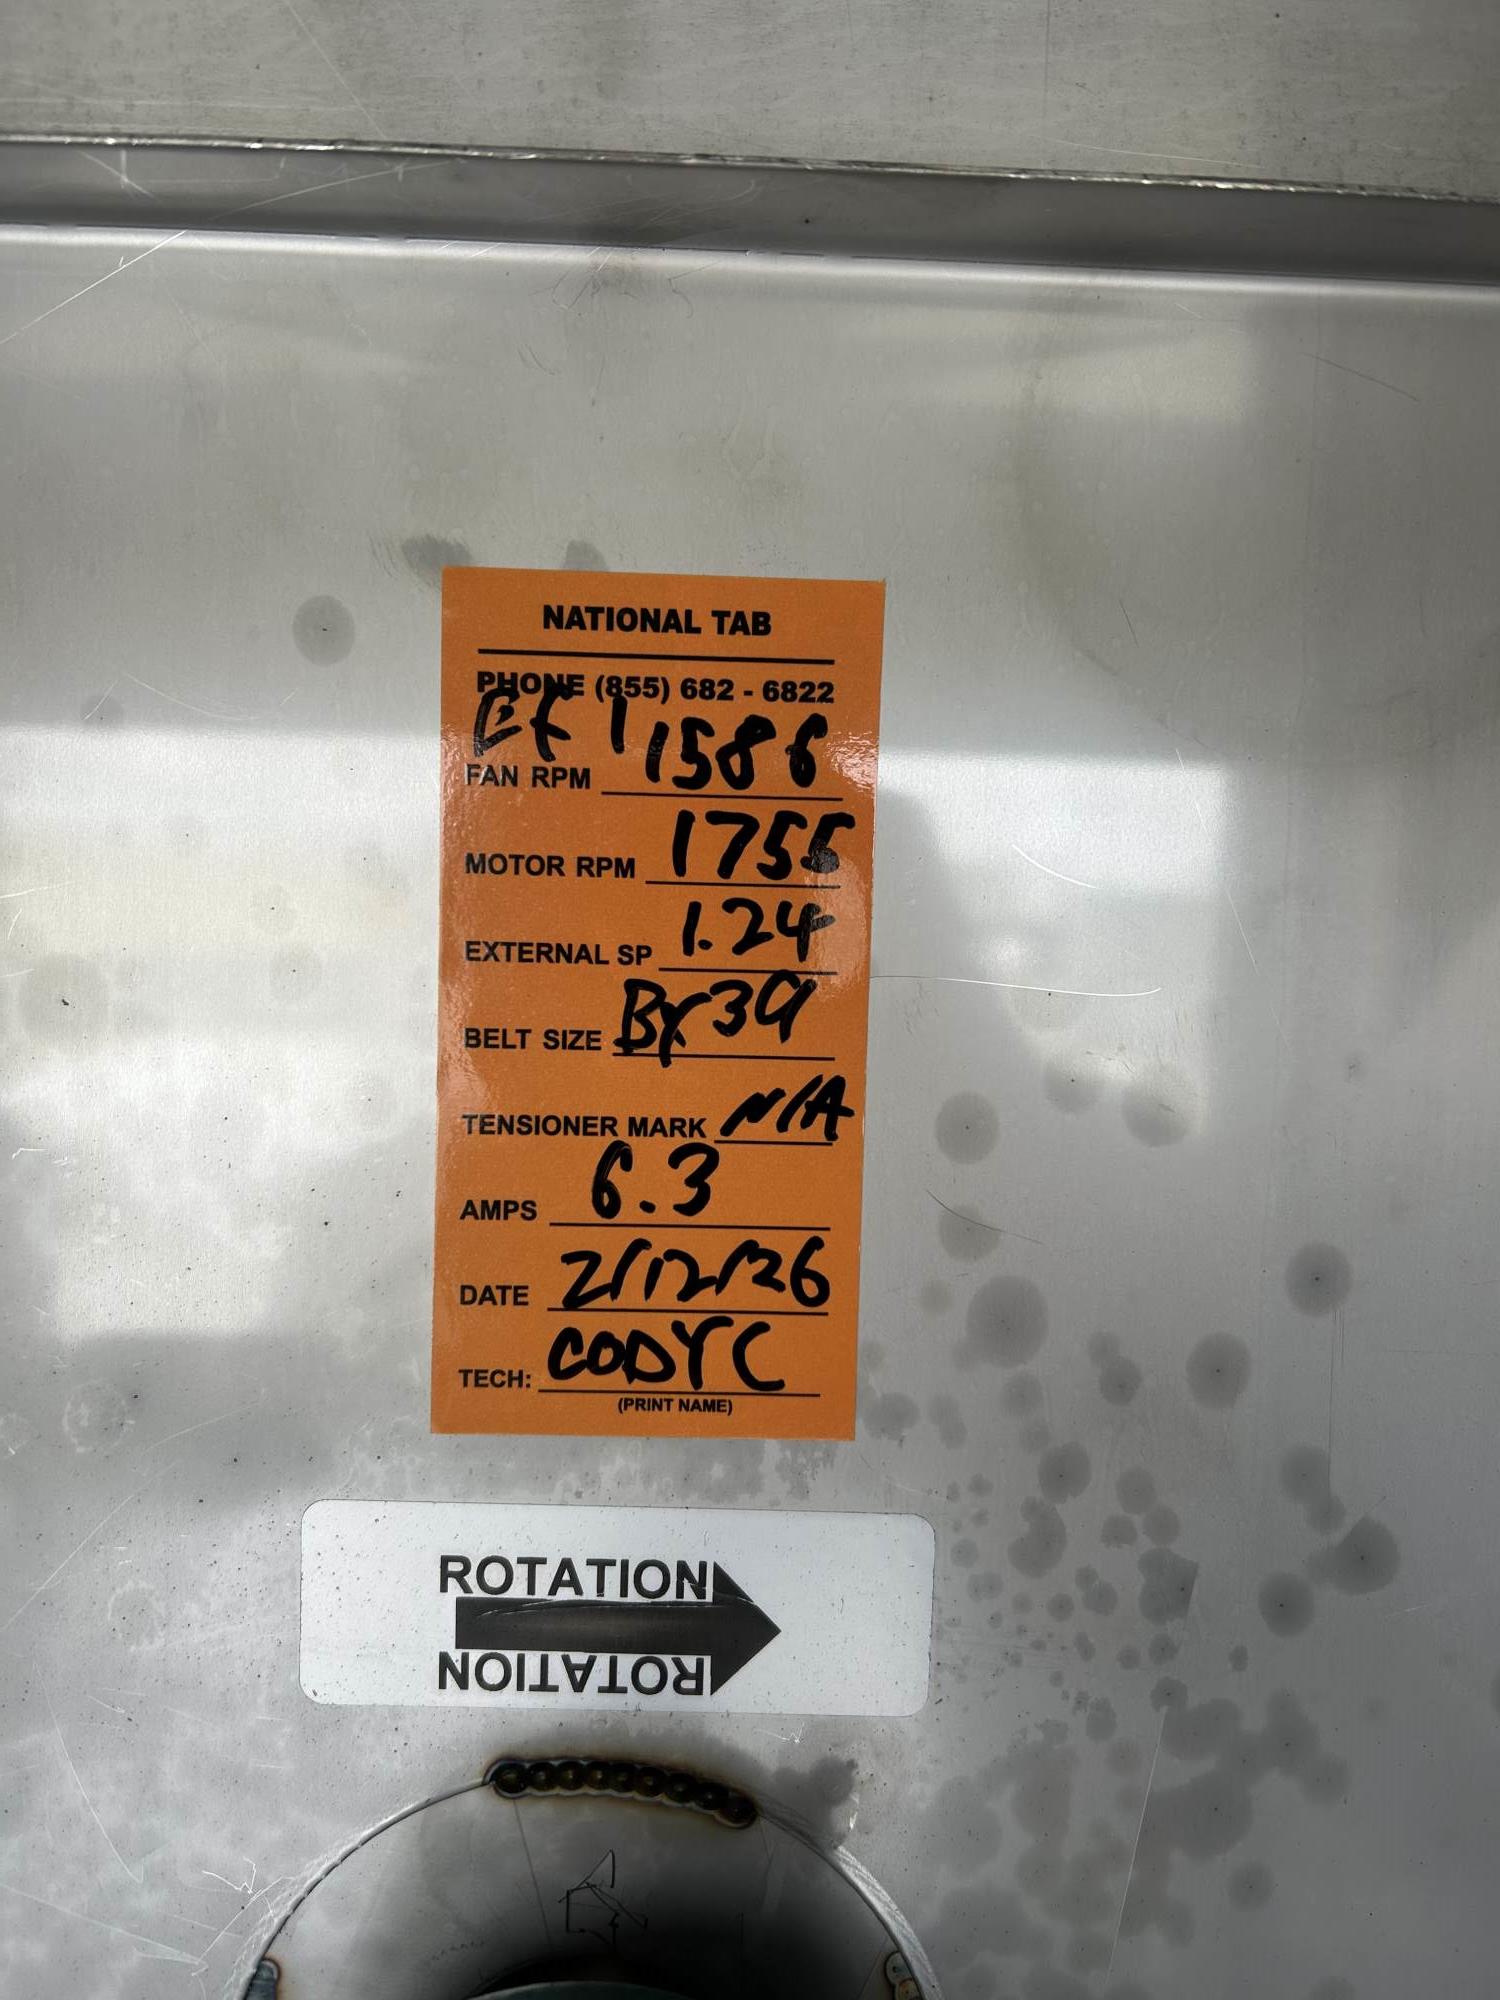 NATIONAL TAB
PHONE (855) 682 - 6822
EF 1
FAN RPM 1586
MOTOR RPM 1755
EXTERNAL SP 1.24
BELT SIZE BX39
TENSIONER MARK N/A
AMPS 6.3
DATE 2/12/26
TECH: CODY C
(PRINT NAME)
ROTATION
ROTATION